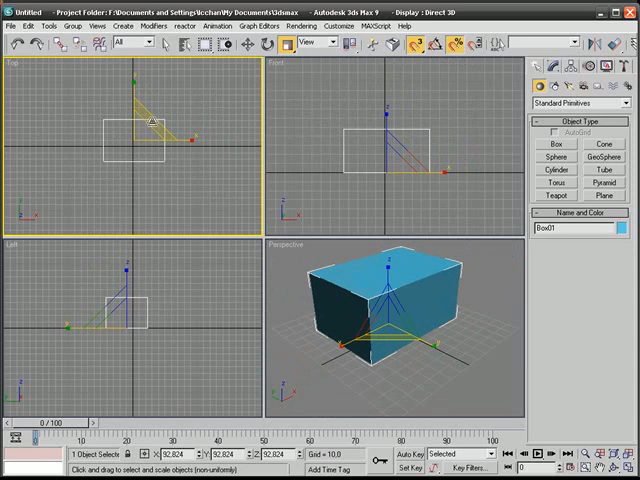 Untitled - Project Folder: F:\Documents and Settings\lcchan\My Documents\3dsmax - Autodesk 3ds Max 9 - Display : Direct 3D
File Edit Tools Group Views Create Modifiers reactor Animation Graph Editors Rendering Customize MAXScript Help
All View
Top Front
Standard Primitives
Object Type
AutoGrid
Box Cone
Sphere GeoSphere
Cylinder Tube
Torus Pyramid
Teapot Plane
Name and Color
Box01
Left Perspective
0 / 100
0 10 20 30 40 50 60 70 80 90 100
1 Object Selecte X: 92,824 Y: 92,824 Z: 92,824 Grid = 10,0 Auto Key Selected
Click and drag to select and scale objects (non-uniformly) Add Time Tag Set Key Key Filters... 0